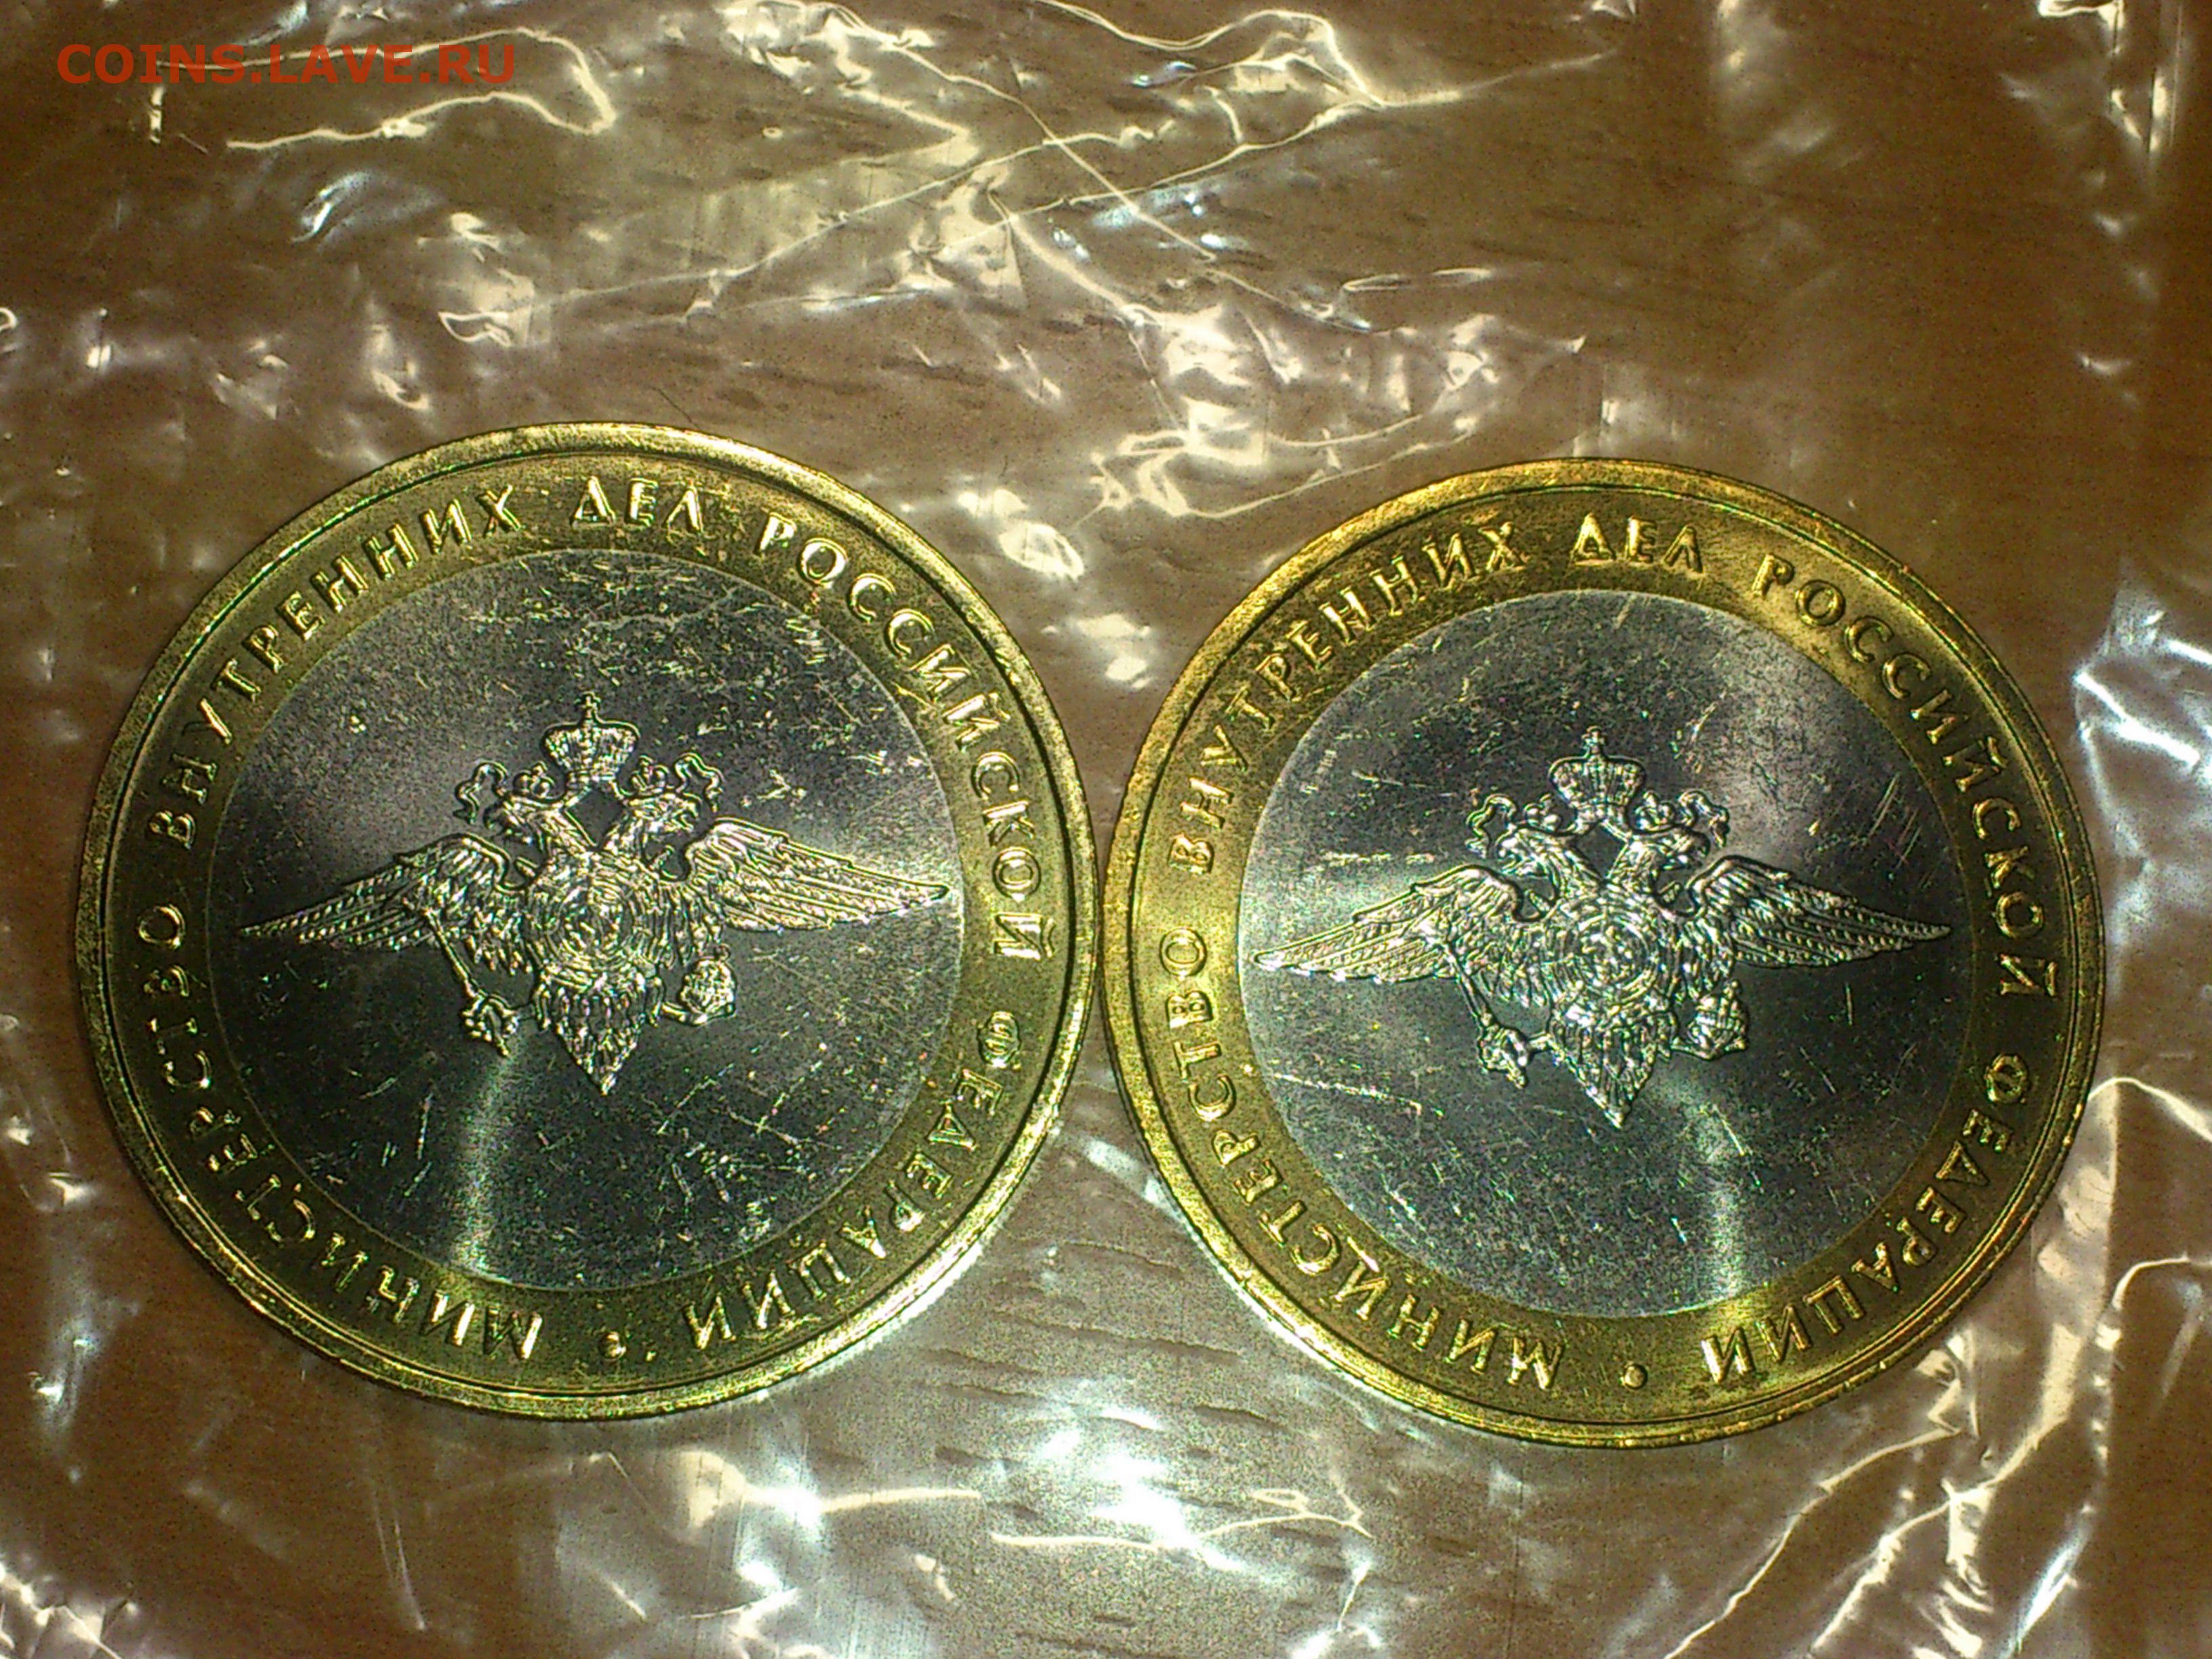 COINS.LAVE.RU
МИНИСТЕРСТВО ВНУТРЕННИХ ДЕЛ РОССИЙСКОЙ ФЕДЕРАЦИИ •
МИНИСТЕРСТВО ВНУТРЕННИХ ДЕЛ РОССИЙСКОЙ ФЕДЕРАЦИИ •